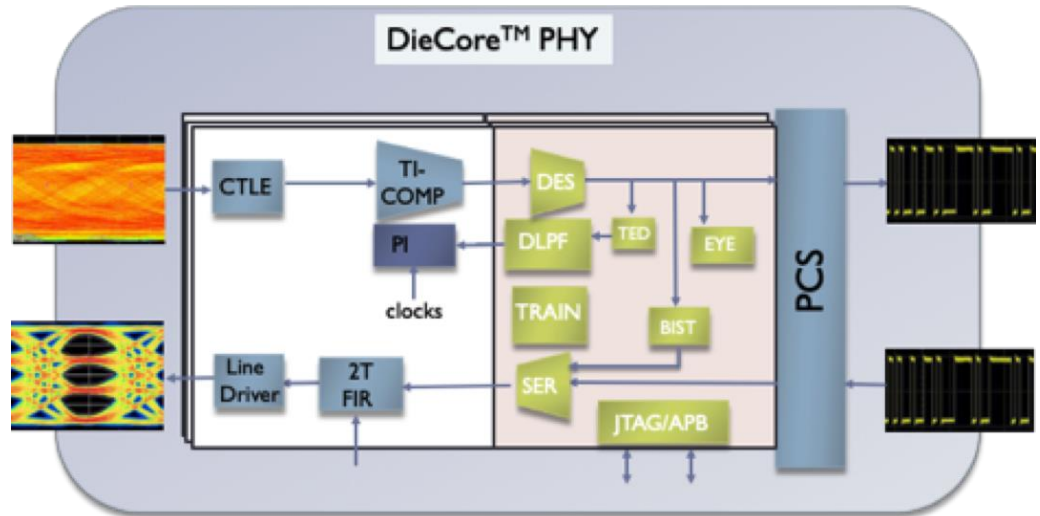 DieCore™ PHY
CTLE
TI-
COMP
DES
PI
DLPF
TED
EYE
clocks
TRAIN
BIST
PCS
Line
Driver
2T
FIR
SER
JTAG/APB